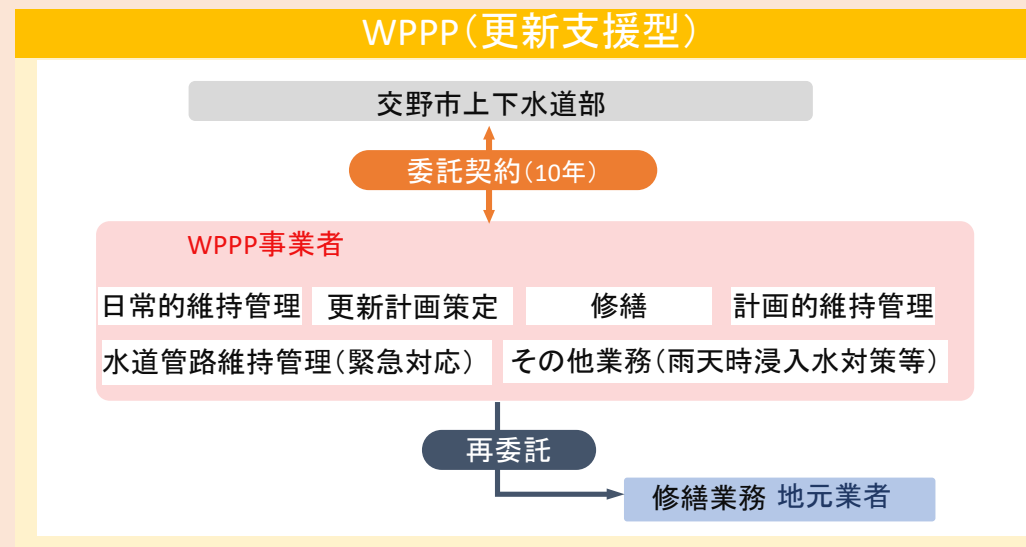 WPPP(更新支援型)
交野市上下水道部
委託契約(10年)
WPPP事業者
日常的維持管理 更新計画策定 修繕 計画的維持管理
水道管路維持管理(緊急対応) その他業務(雨天時浸入水対策等)
再委託
修繕業務 地元業者